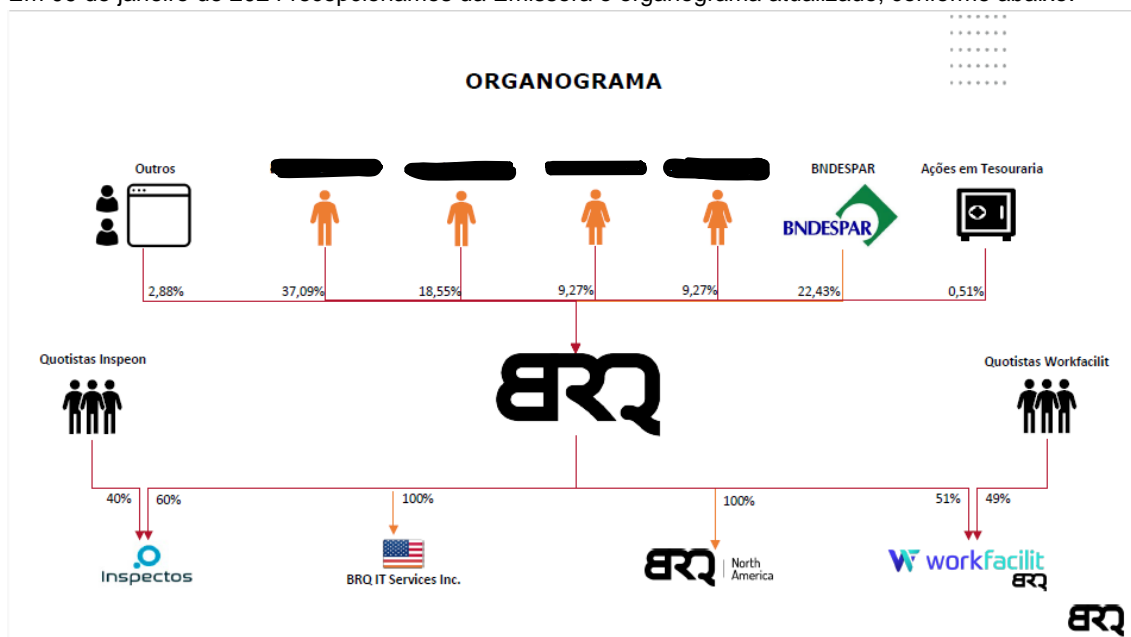 ORGANOGRAMA
Outros
BNDESPAR
Ações em Tesouraria
BNDESPAR
2,88%
37,09%
18,55%
9,27%
9,27%
22,43%
0,51%
Quotistas Inspeon
Quotistas Workfacilit
BRQ
40%
60%
100%
100%
51%
49%
Inspectos
BRQ IT Services Inc.
BRQ North
America
workfacilit
BRQ
BRQ